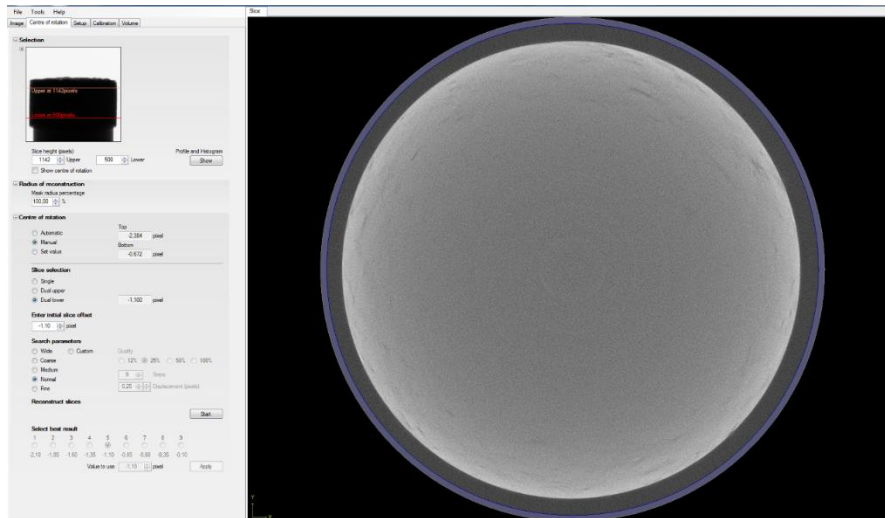 File Tools Help
Slice
Image Centre of rotation Setup Calibration Volume
Selection
Upper at 1142pixels
Slice height (pixels) Profile and Histogram
1142 Upper 500 Lower Show
Show centre of rotation
Radius of reconstruction
Mask radius percentage
100,00 %
Centre of rotation
Top
Automatic -2,384 pixel
Manual Bottom
Set value -0,672 pixel
Slice selection
Single
Dual upper
Dual lower -1,100 pixel
Enter initial slice offset
-1,10 pixel
Search parameters
Wide Custom Quality
Coarse 12% 25% 50% 100%
Medium 9 Steps
Normal 0,25 Displacement (pixels)
Fine
Reconstruct slices
Start
Select best result
1 2 3 4 5 6 7 8 9
-2,10 -1,85 -1,60 -1,35 -1,10 -0,85 -0,60 -0,35 -0,10
Value to use -1,10 pixel Apply
Y
X